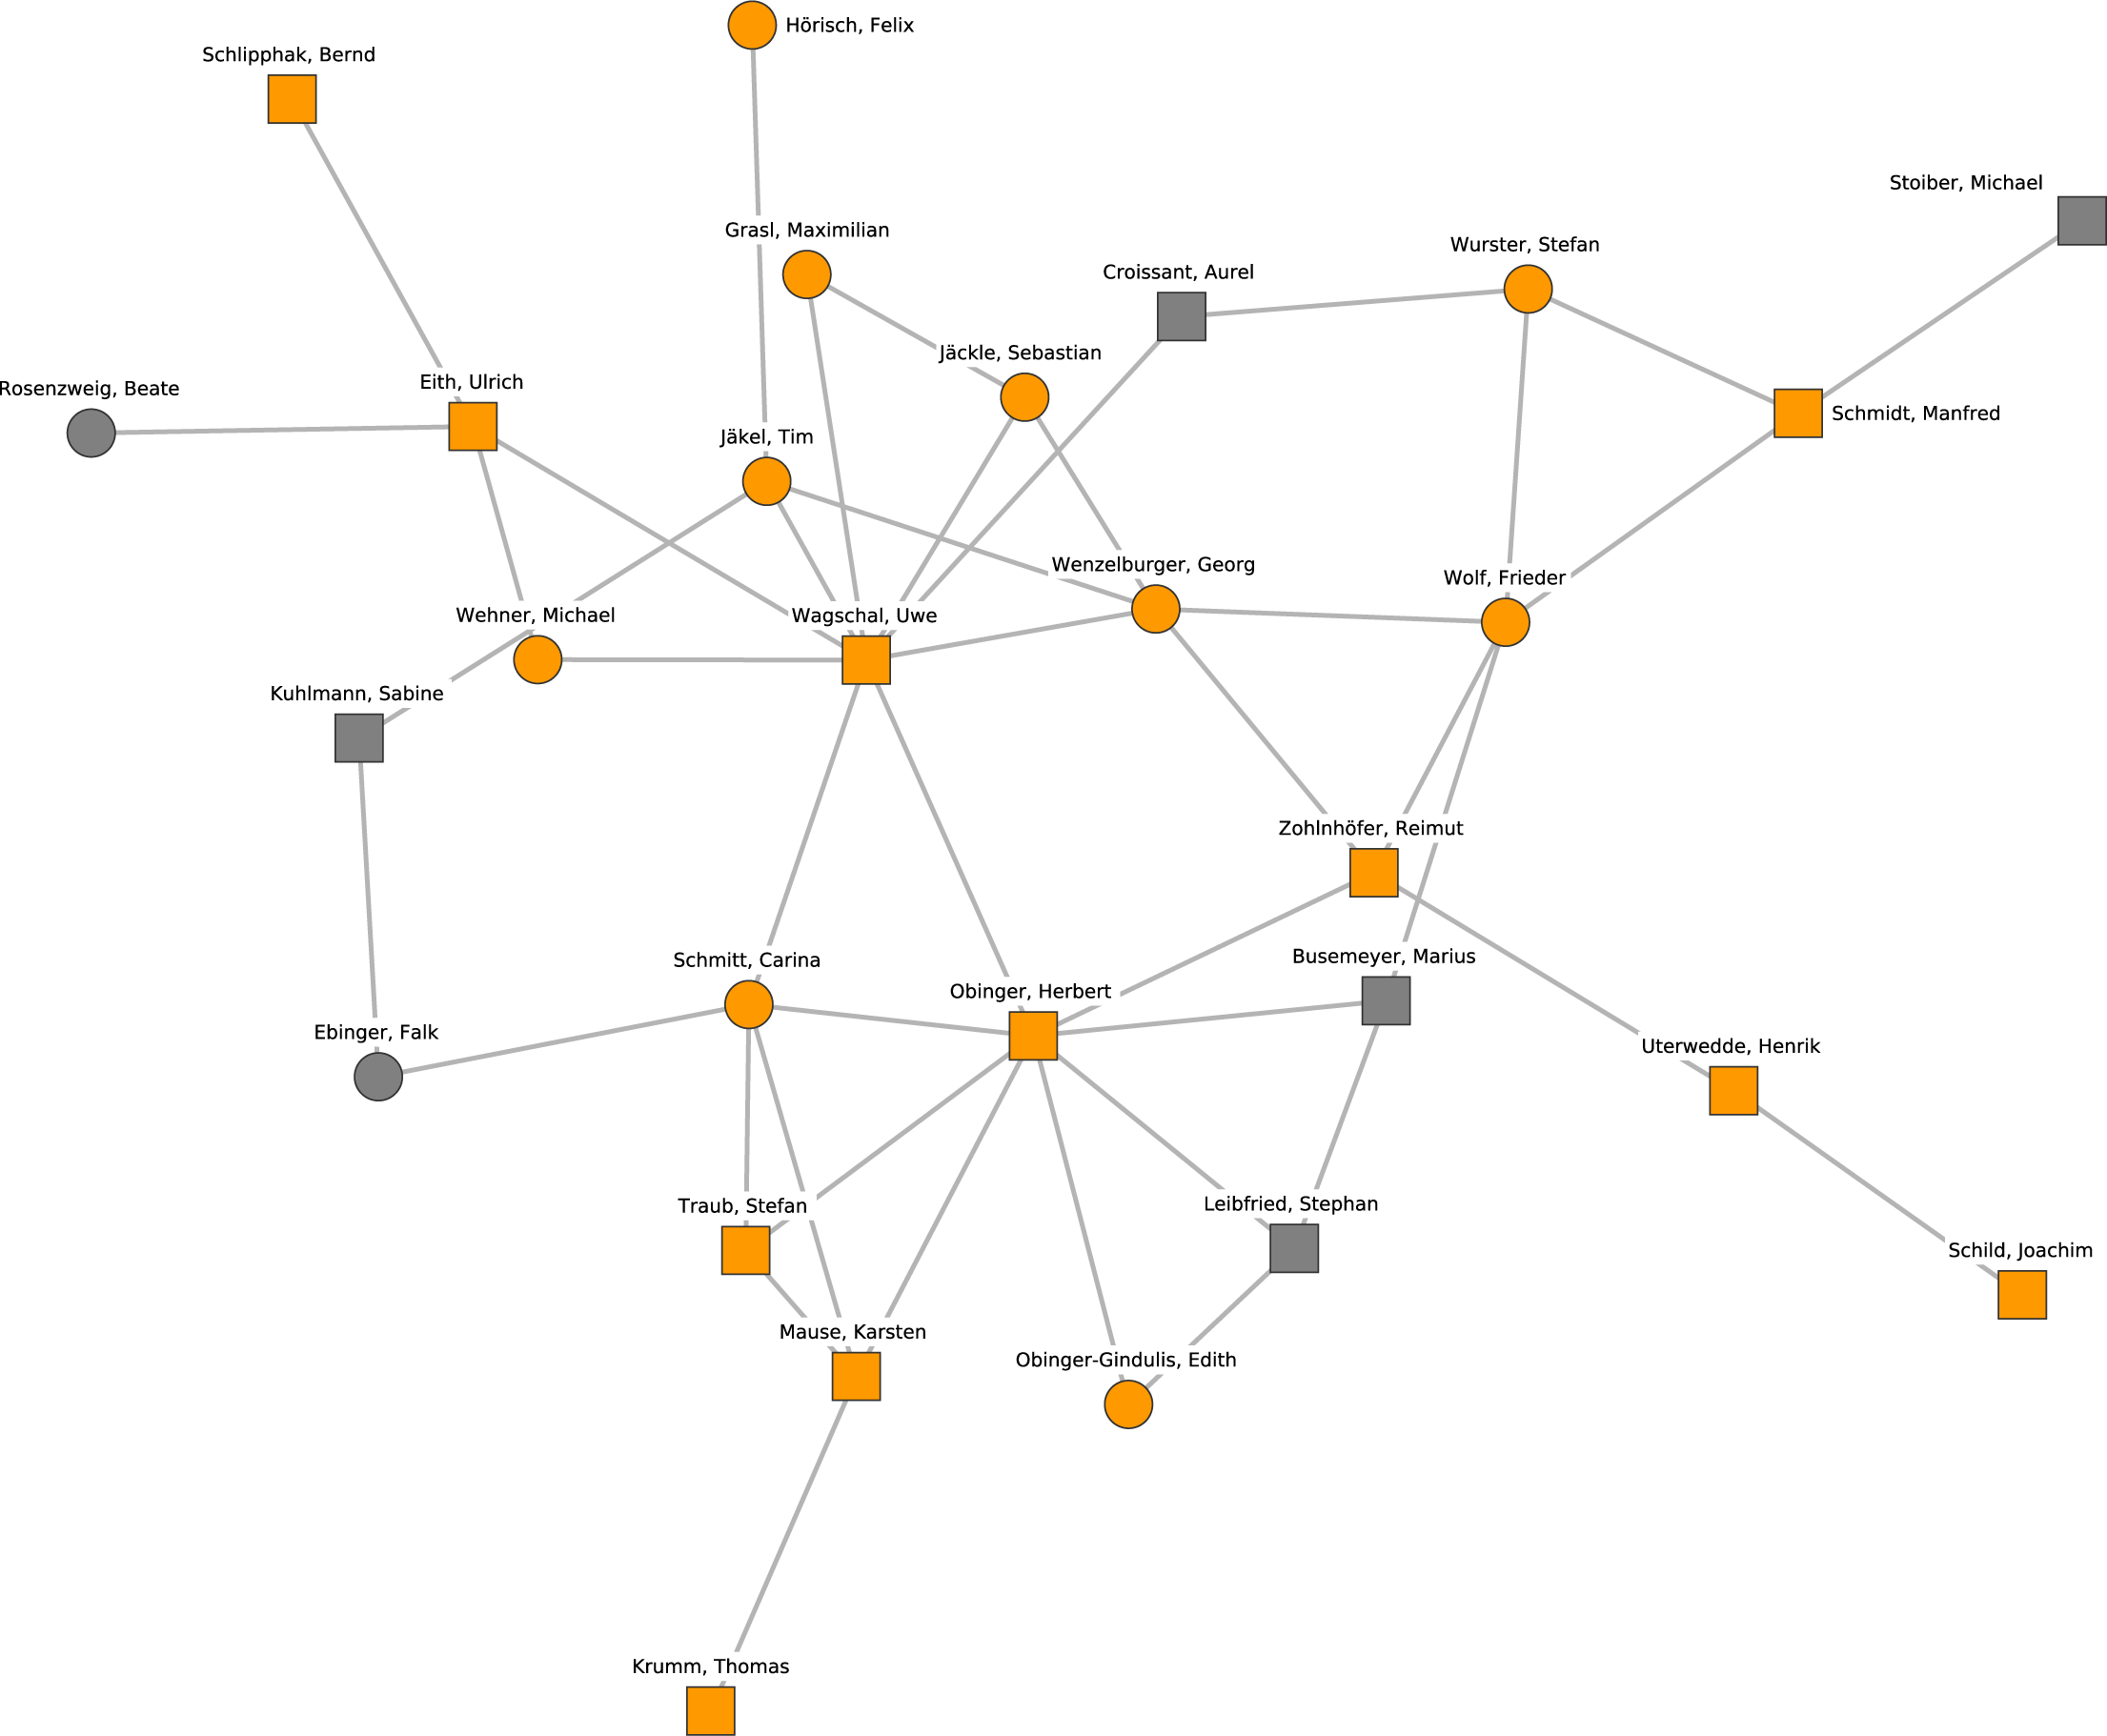 Hörisch, Felix
Schlipphak, Bernd
Stoiber, Michael
Grasl, Maximilian
Wurster, Stefan
Croissant, Aurel
Jäckle, Sebastian
Eith, Ulrich
Rosenzweig, Beate
Schmidt, Manfred
Jäkel, Tim
Wenzelburger, Georg
Wolf, Frieder
Wehner, Michael
Wagschal, Uwe
Kuhlmann, Sabine
Zohlnhöfer, Reimut
Busemeyer, Marius
Schmitt, Carina
Obinger, Herbert
Ebinger, Falk
Uterwedde, Henrik
Leibfried, Stephan
Traub, Stefan
Schild, Joachim
Mause, Karsten
Obinger-Gindulis, Edith
Krumm, Thomas